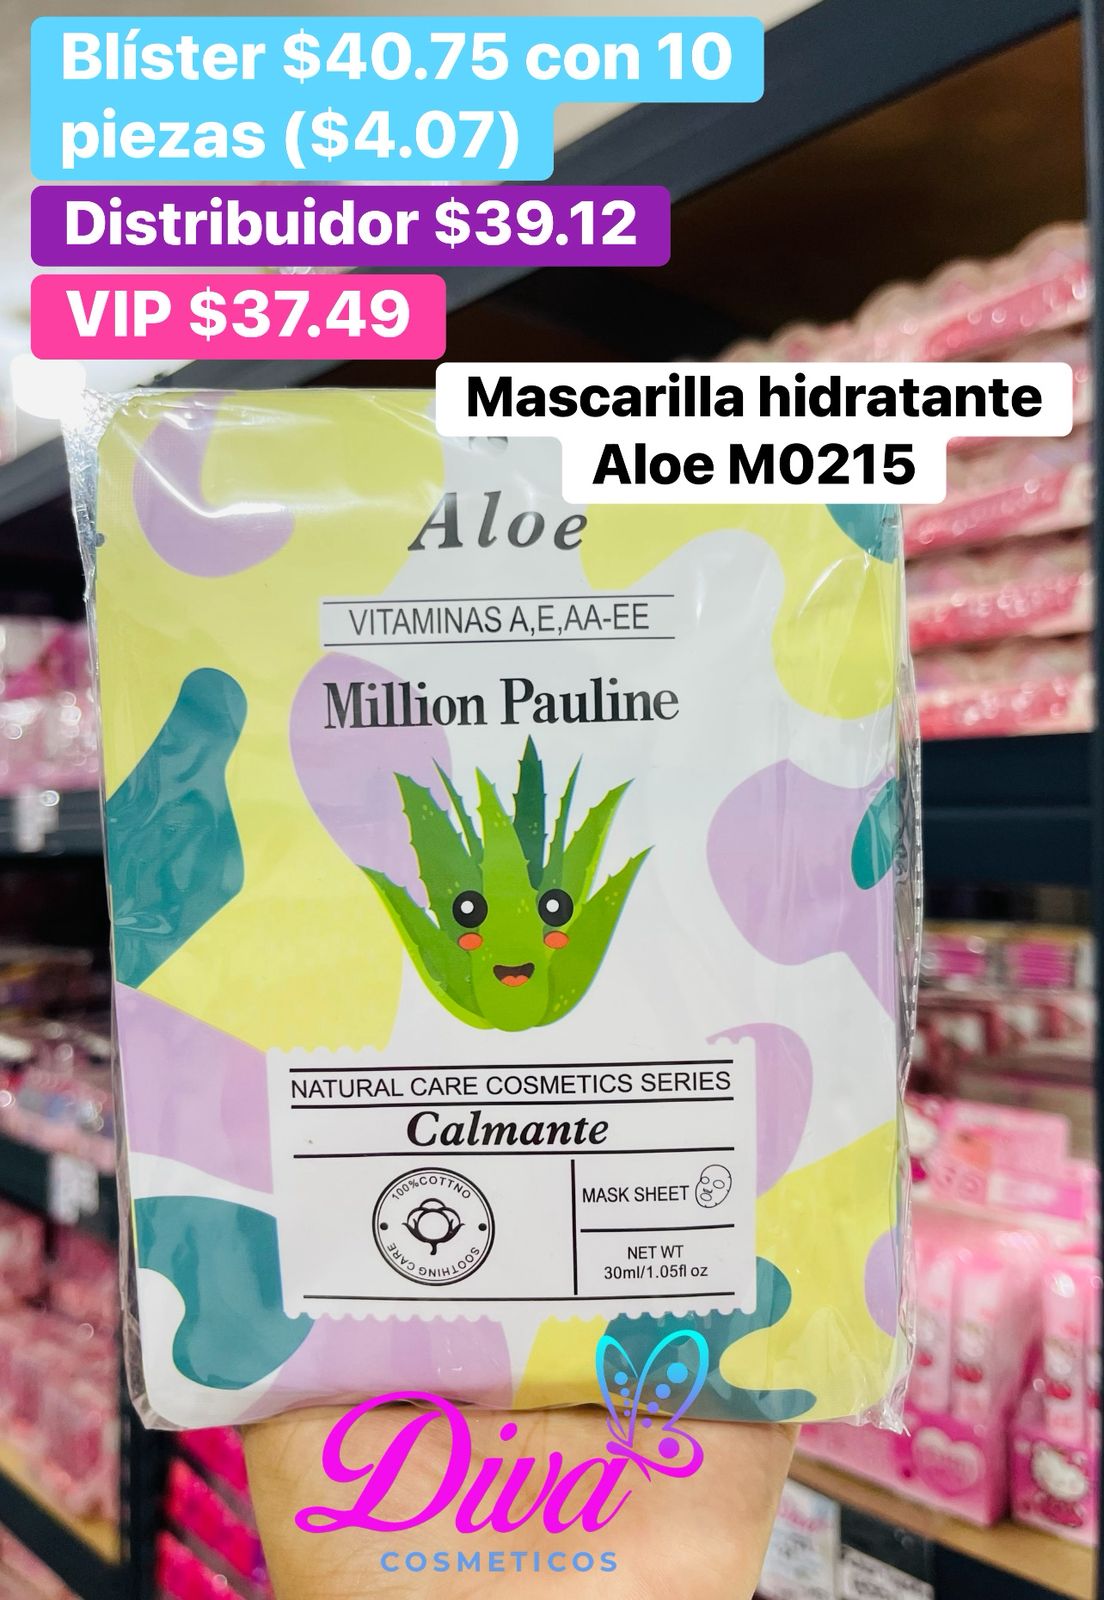 Blíster $40.75 con 10
piezas ($4.07)
Distribuidor $39.12
VIP $37.49
Mascarilla hidratante
Aloe M0215
Aloe
VITAMINAS A,E,AA-EE
Million Pauline
NATURAL CARE COSMETICS SERIES
Calmante
100%COTTNO
SOOTHING CARE
MASK SHEET
NET WT
30ml/1.05fl oz
Diva
COSMETICOS